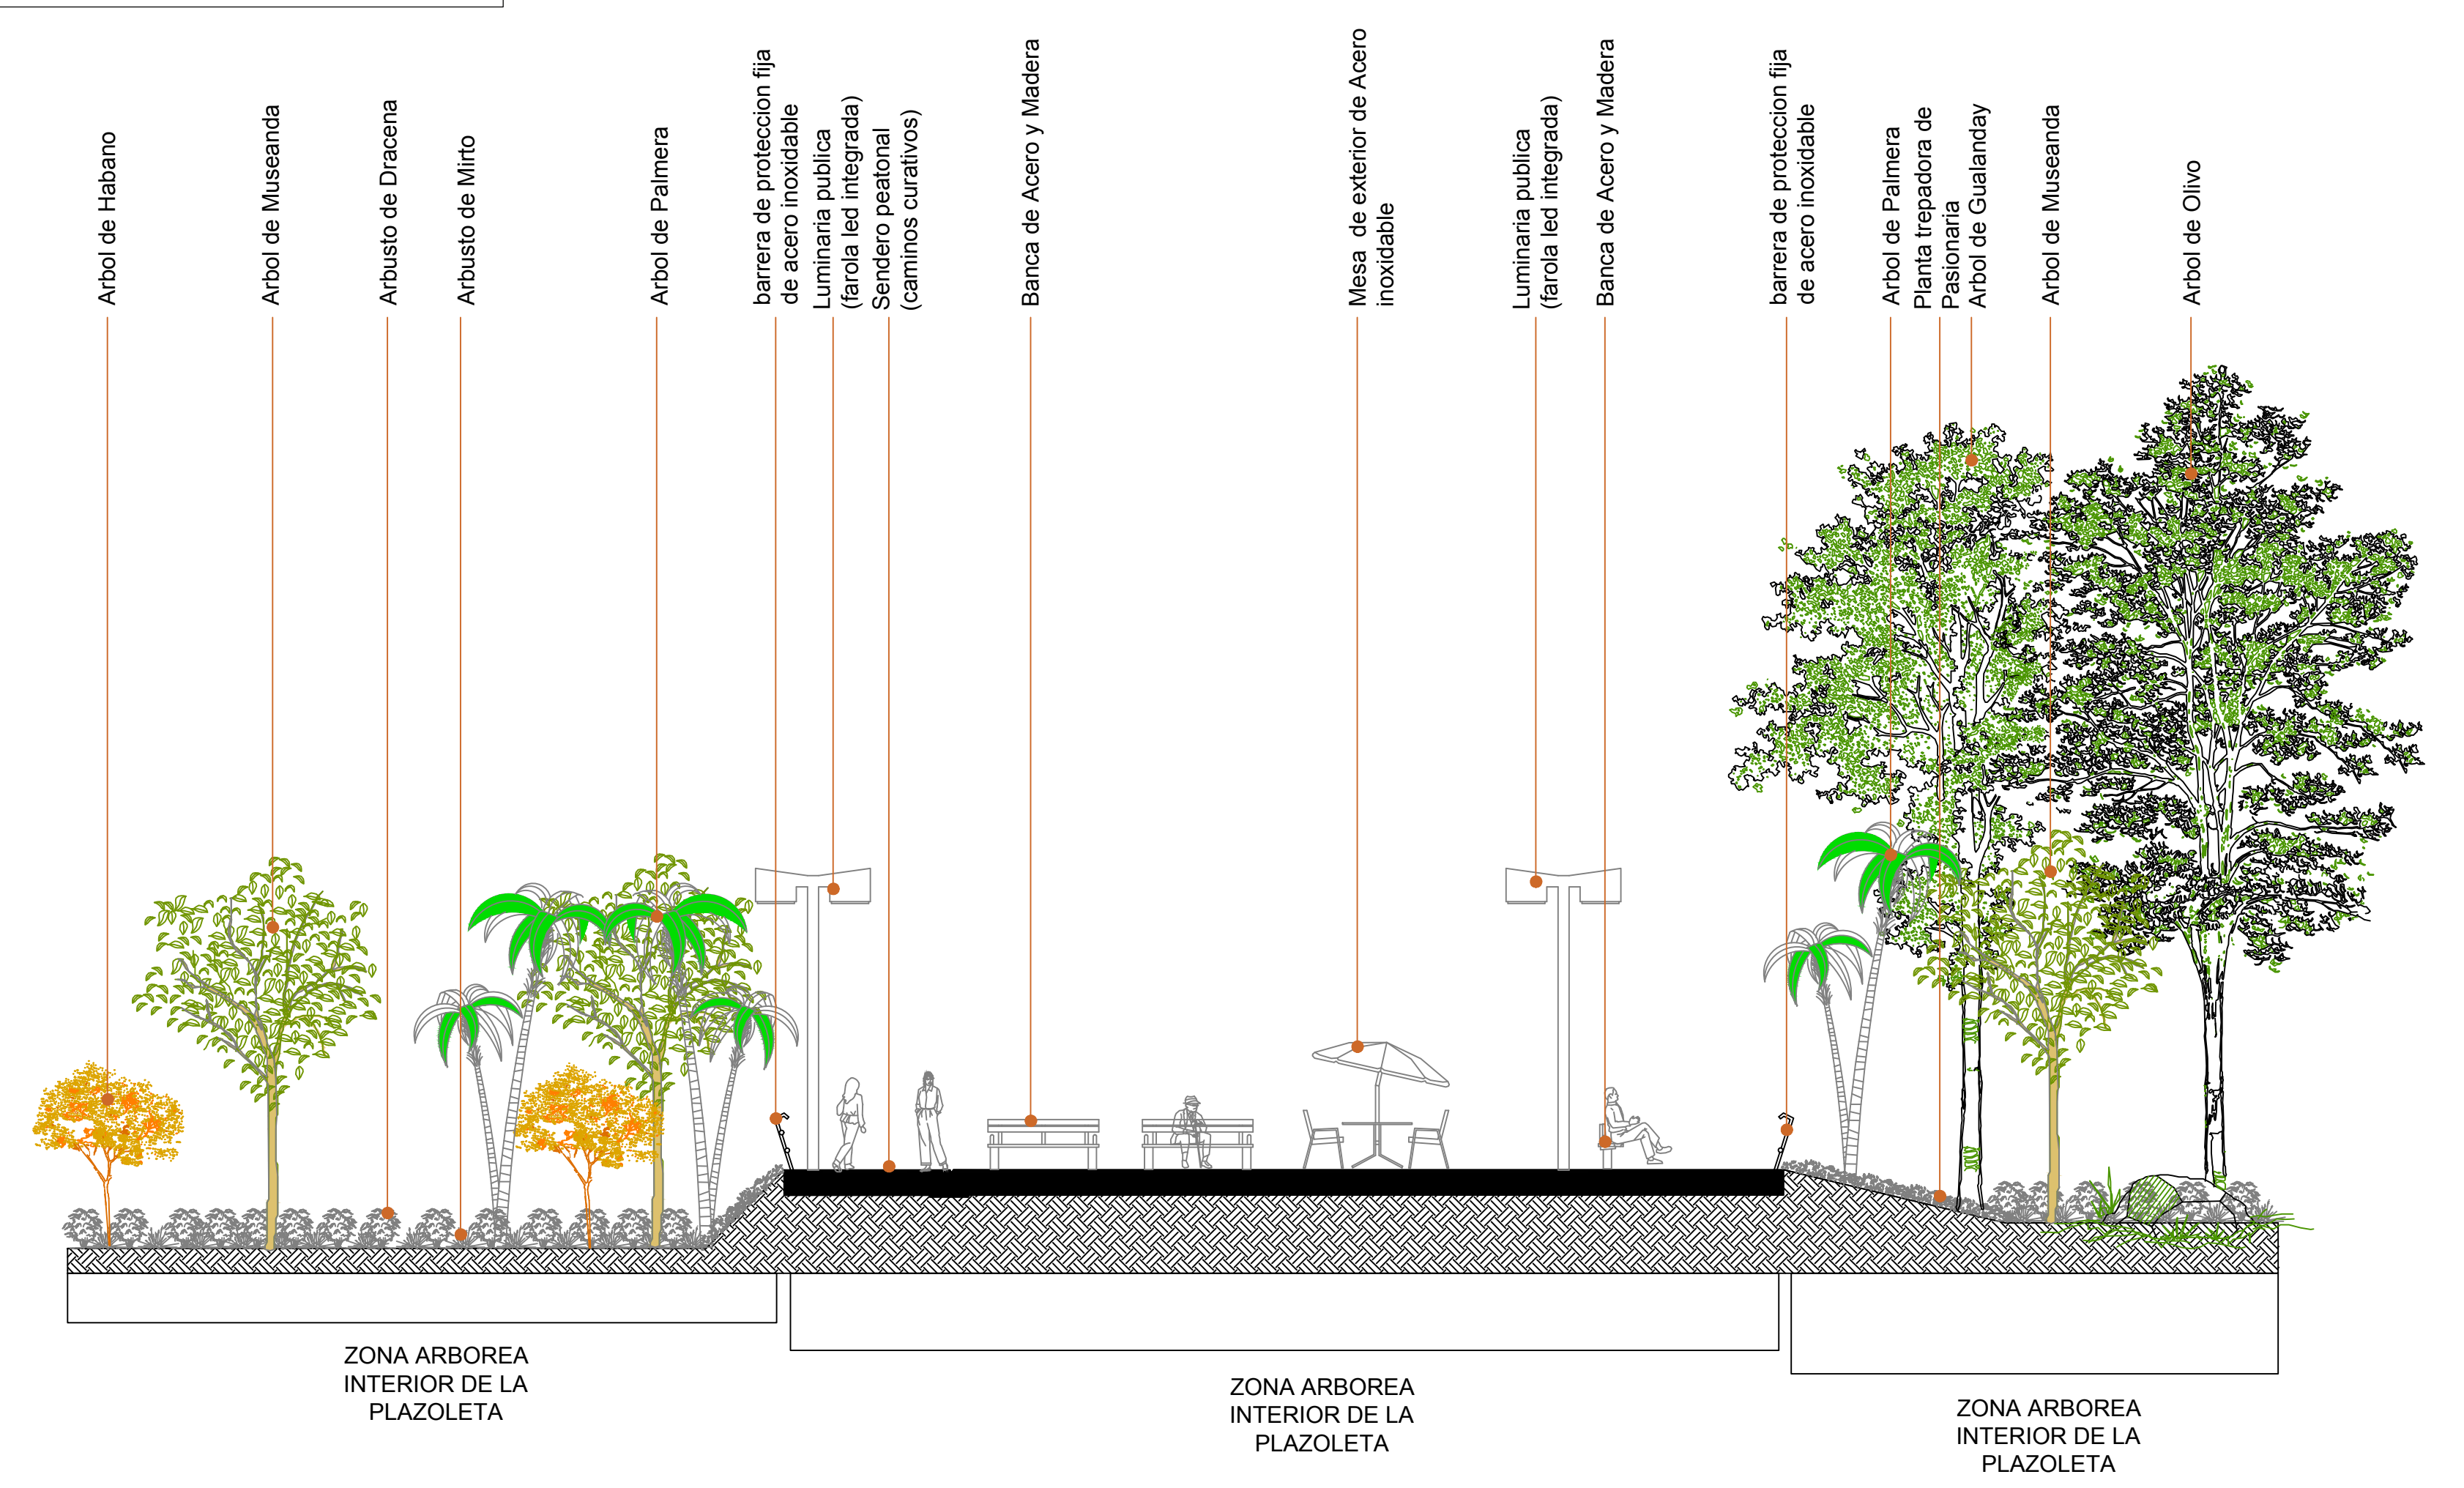 Arbol de Habano
Arbol de Museanda
Arbusto de Dracena
Arbusto de Mirto
Arbol de Palmera
barrera de proteccion fija
de acero inoxidable
Luminaria publica
(farola led integrada)
Sendero peatonal
(caminos curativos)
Banca de Acero y Madera
Mesa de exterior de Acero
inoxidable
Luminaria publica
(farola led integrada)
Banca de Acero y Madera
barrera de proteccion fija
de acero inoxidable
Arbol de Palmera
Planta trepadora de
Pasionaria
Arbol de Gualanday
Arbol de Museanda
Arbol de Olivo
ZONA ARBOREA
INTERIOR DE LA
PLAZOLETA
ZONA ARBOREA
INTERIOR DE LA
PLAZOLETA
ZONA ARBOREA
INTERIOR DE LA
PLAZOLETA